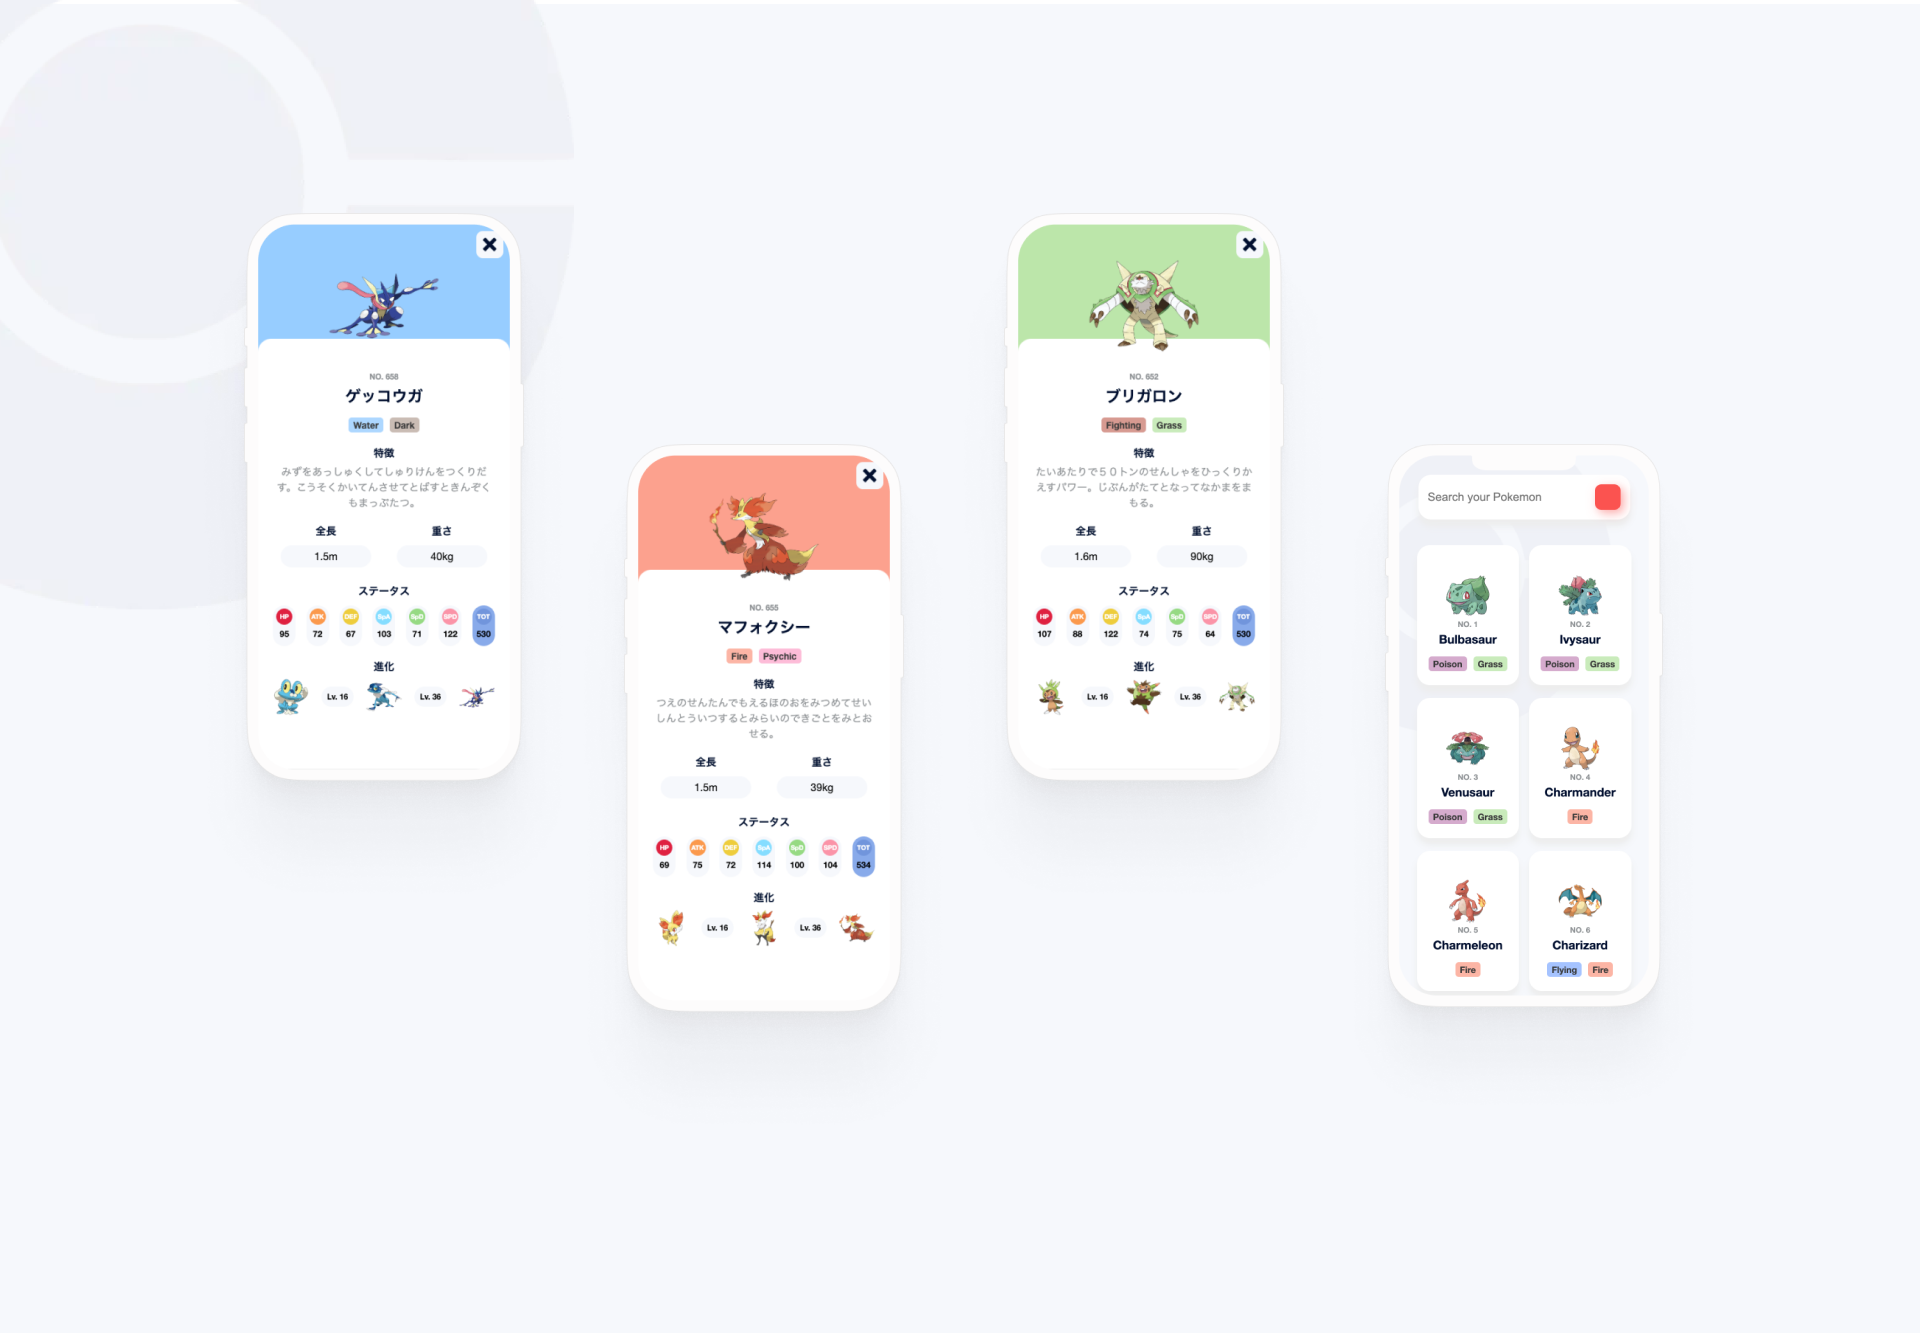 NO. 658
ゲッコウガ
Water Dark
特徴
みずをあっしゅくしてしゅりけんをつくりだ
す。こうそくかいてんさせてとばすときんぞく
もまっぷたつ。
全長 重さ
1.5m 40kg
ステータス
HP ATK DEF SpA SpD SPD TOT
95 72 67 103 71 122 530
進化
Lv. 16 Lv. 36
NO. 655
マフォクシー
Fire Psychic
特徴
つえのせんたんでもえるほのおをみつめてせい
しんとういつするとみらいのできごとをみとお
せる。
全長 重さ
1.5m 39kg
ステータス
HP ATK DEF SpA SpD SPD TOT
69 75 72 114 100 104 534
進化
Lv. 16 Lv. 36
NO. 652
ブリガロン
Fighting Grass
特徴
たいあたりで５０トンのせんしゃをひっくりか
えすパワー。じぶんがたてとなってなかまをま
もる。
全長 重さ
1.6m 90kg
ステータス
HP ATK DEF SpA SpD SPD TOT
107 88 122 74 75 64 530
進化
Lv. 16 Lv. 36
Search your Pokemon
NO. 1
Bulbasaur
Poison Grass
NO. 2
Ivysaur
Poison Grass
NO. 3
Venusaur
Poison Grass
NO. 4
Charmander
Fire
NO. 5
Charmeleon
Fire
NO. 6
Charizard
Flying Fire